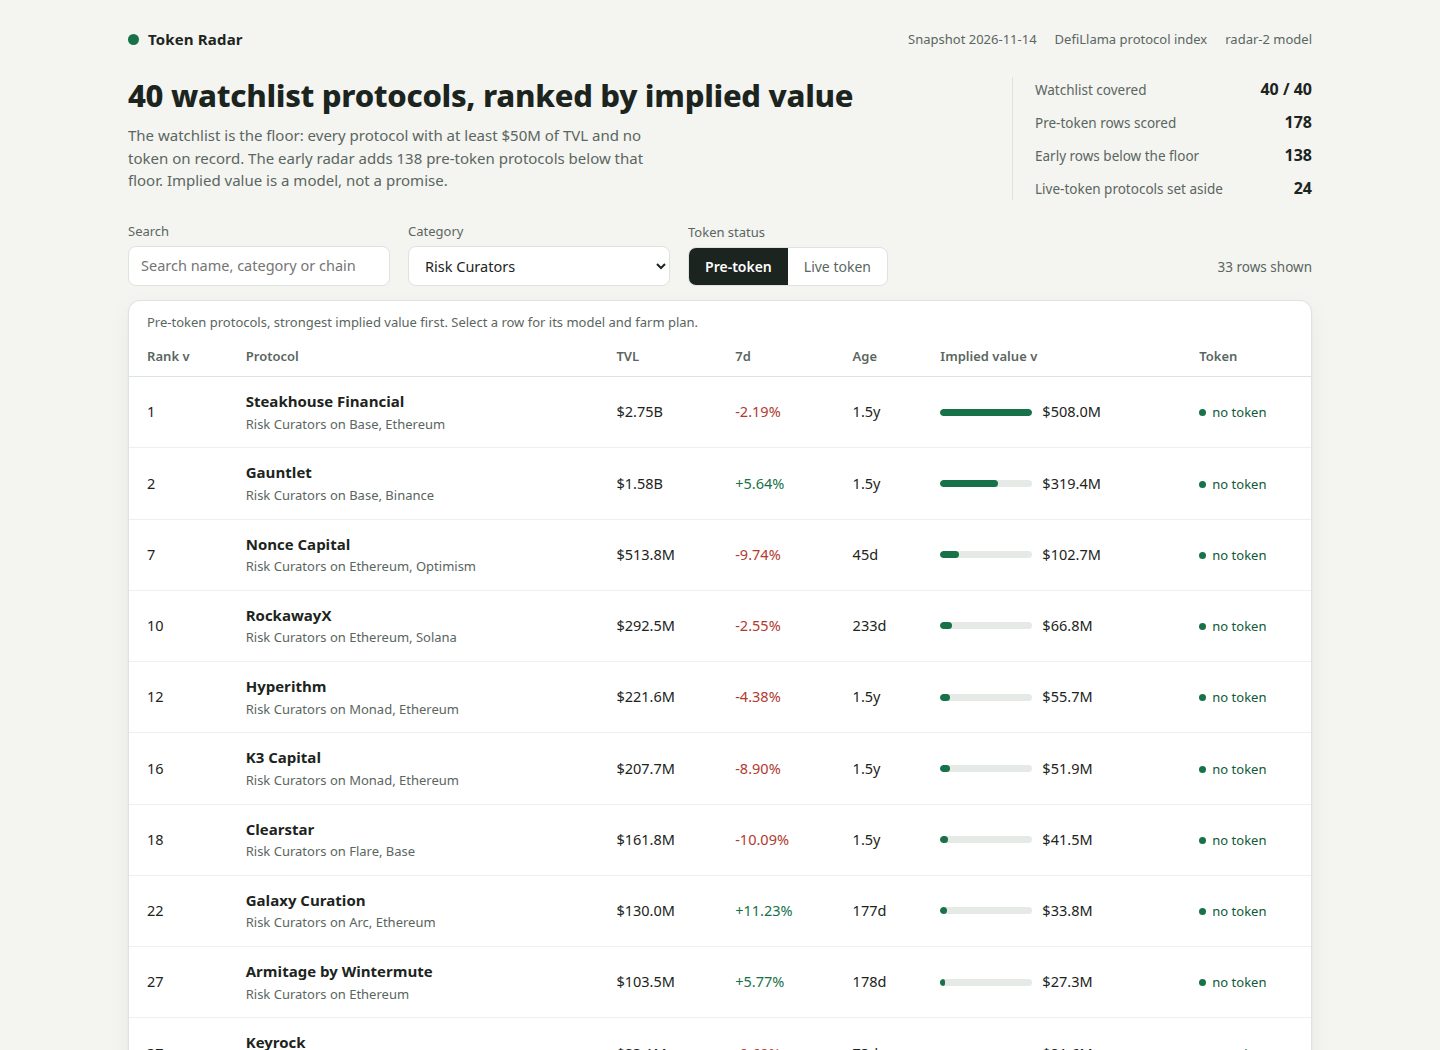 Token Radar
Snapshot 2026-11-14 DefiLlama protocol index radar-2 model
40 watchlist protocols, ranked by implied value
The watchlist is the floor: every protocol with at least $50M of TVL and no
token on record. The early radar adds 138 pre-token protocols below that
floor. Implied value is a model, not a promise.
Watchlist covered 40 / 40
Pre-token rows scored 178
Early rows below the floor 138
Live-token protocols set aside 24
Search Category Token status
Search name, category or chain Risk Curators Pre-token Live token 33 rows shown
Pre-token protocols, strongest implied value first. Select a row for its model and farm plan.
Rank v Protocol TVL 7d Age Implied value v Token
Steakhouse Financial
1 $2.75B -2.19% 1.5y $508.0M no token
Risk Curators on Base, Ethereum
Gauntlet
2 $1.58B +5.64% 1.5y $319.4M no token
Risk Curators on Base, Binance
Nonce Capital
7 $513.8M -9.74% 45d $102.7M no token
Risk Curators on Ethereum, Optimism
RockawayX
10 $292.5M -2.55% 233d $66.8M no token
Risk Curators on Ethereum, Solana
Hyperithm
12 $221.6M -4.38% 1.5y $55.7M no token
Risk Curators on Monad, Ethereum
K3 Capital
16 $207.7M -8.90% 1.5y $51.9M no token
Risk Curators on Monad, Ethereum
Clearstar
18 $161.8M -10.09% 1.5y $41.5M no token
Risk Curators on Flare, Base
Galaxy Curation
22 $130.0M +11.23% 177d $33.8M no token
Risk Curators on Arc, Ethereum
Armitage by Wintermute
27 $103.5M +5.77% 178d $27.3M no token
Risk Curators on Ethereum
Keyrock